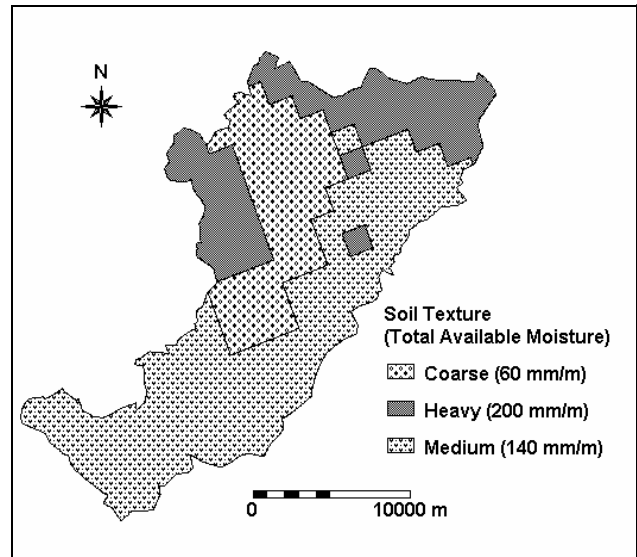 N
Soil Texture
(Total Available Moisture)
Coarse (60 mm/m)
Heavy (200 mm/m)
Medium (140 mm/m)
0 10000 m